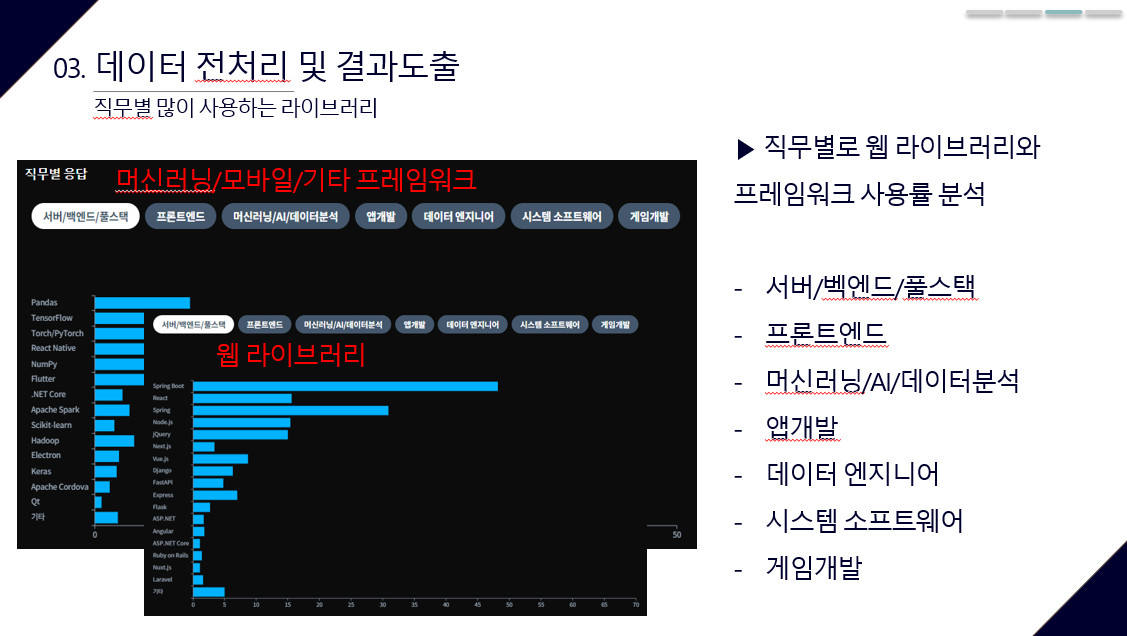 03. 데이터 전처리 및 결과도출
직무별 많이 사용하는 라이브러리
직무별 응답
머신러닝/모바일/기타 프레임워크
서버/백엔드/풀스택 프론트엔드 머신러닝/AI/데이터분석 앱개발 데이터 엔지니어 시스템 소프트웨어 게임개발
Pandas
TensorFlow
Torch/PyTorch
React Native
NumPy
Flutter
.NET Core
Apache Spark
Scikit-learn
Hadoop
Electron
Keras
Apache Cordova
Qt
기타
0 50
서버/백엔드/풀스택 프론트엔드 머신러닝/AI/데이터분석 앱개발 데이터 엔지니어 시스템 소프트웨어 게임개발
웹 라이브러리
Spring Boot
React
Spring
Node.js
jQuery
Next.js
Vue.js
Django
FastAPI
Express
Flask
ASP.NET
Angular
ASP.NET Core
Ruby on Rails
Nuxt.js
Laravel
기타
0 5 10 15 20 25 30 35 40 45 50 55 60 65 70
▶ 직무별로 웹 라이브러리와
프레임워크 사용률 분석
- 서버/벡엔드/풀스택
- 프론트엔드
- 머신러닝/AI/데이터분석
- 앱개발
- 데이터 엔지니어
- 시스템 소프트웨어
- 게임개발